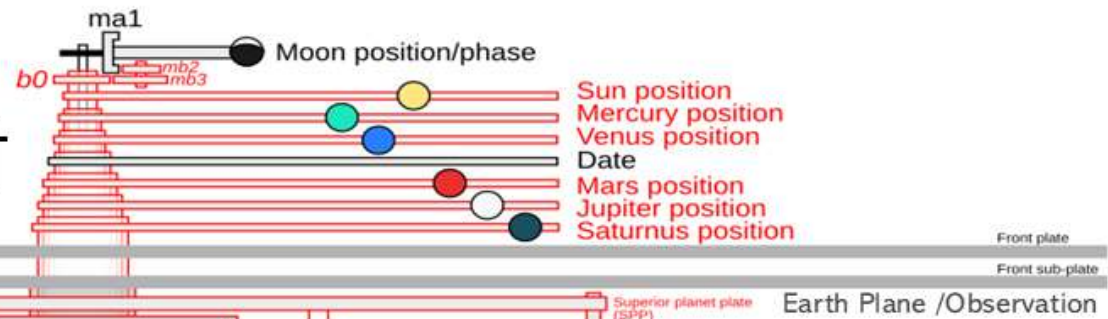 ma1
Moon position/phase
mb2
b0
mb3
Sun position
Mercury position
Venus position
Date
Mars position
Jupiter position
Saturnus position
Front plate
Front sub-plate
Superior planet plate
(SPP)
Earth Plane /Observation